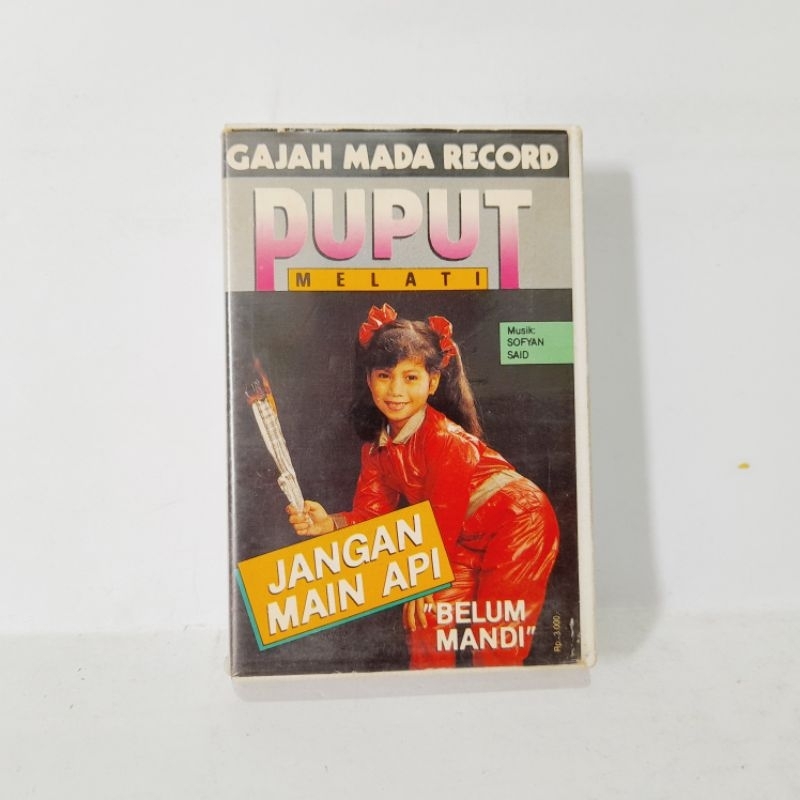 GAJAH MADA RECORD
PUPUT
MELATI
Musik:
SOFYAN
SAID
JANGAN
MAIN API
"BELUM
MANDI"
Rp. 3.000,-